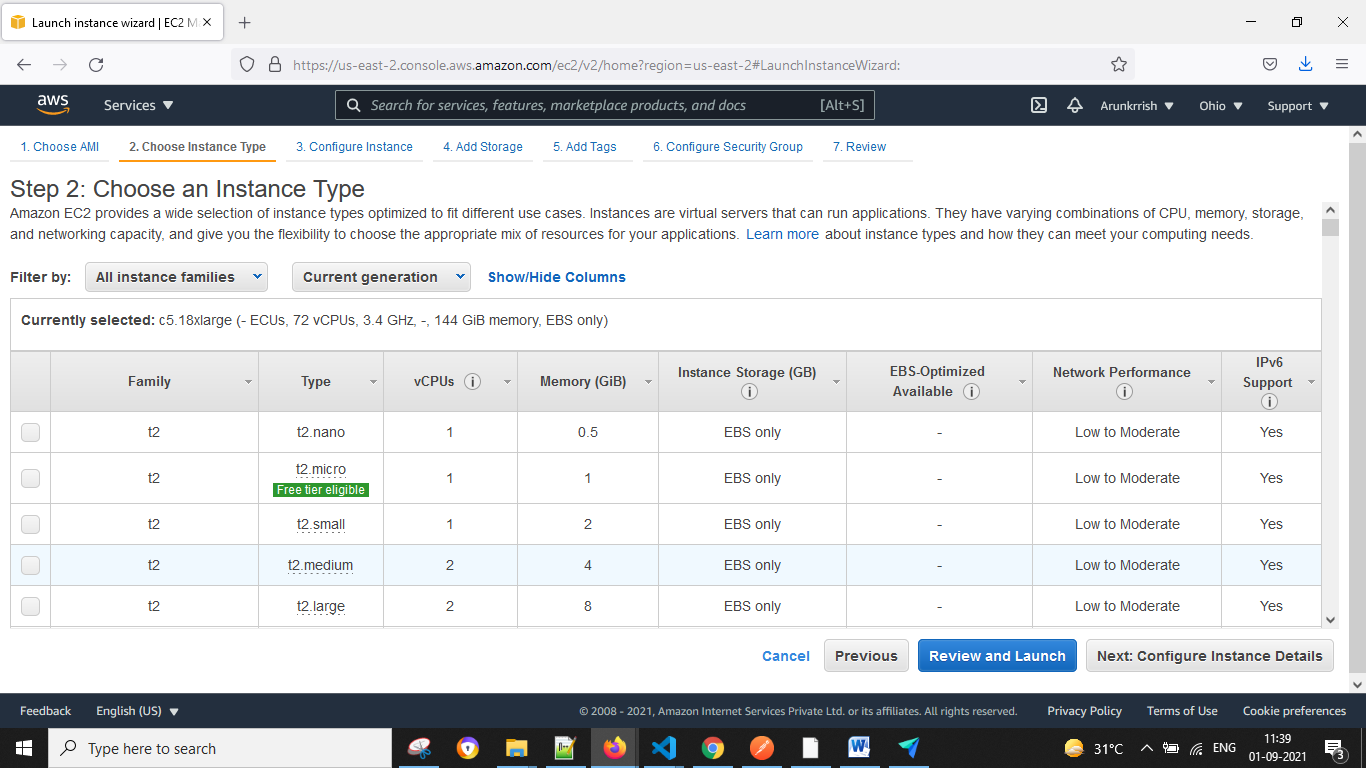 Launch instance wizard | EC2 M
https://us-east-2.console.aws.amazon.com/ec2/v2/home?region=us-east-2#LaunchInstanceWizard:
aws Services Search for services, features, marketplace products, and docs [Alt+S] Arunkrrish Ohio Support
1. Choose AMI 2. Choose Instance Type 3. Configure Instance 4. Add Storage 5. Add Tags 6. Configure Security Group 7. Review
Step 2: Choose an Instance Type
Amazon EC2 provides a wide selection of instance types optimized to fit different use cases. Instances are virtual servers that can run applications. They have varying combinations of CPU, memory, storage,
and networking capacity, and give you the flexibility to choose the appropriate mix of resources for your applications. Learn more about instance types and how they can meet your computing needs.
Filter by: All instance families Current generation Show/Hide Columns
Currently selected: c5.18xlarge (- ECUs, 72 vCPUs, 3.4 GHz, -, 144 GiB memory, EBS only)
Family Type vCPUs Memory (GiB) Instance Storage (GB) EBS-Optimized Available Network Performance IPv6 Support
t2 t2.nano 1 0.5 EBS only - Low to Moderate Yes
t2 t2.micro Free tier eligible 1 1 EBS only - Low to Moderate Yes
t2 t2.small 1 2 EBS only - Low to Moderate Yes
t2 t2.medium 2 4 EBS only - Low to Moderate Yes
t2 t2.large 2 8 EBS only - Low to Moderate Yes
Cancel Previous Review and Launch Next: Configure Instance Details
Feedback English (US) © 2008 - 2021, Amazon Internet Services Private Ltd. or its affiliates. All rights reserved. Privacy Policy Terms of Use Cookie preferences
Type here to search 31°C ENG 11:39
01-09-2021 3